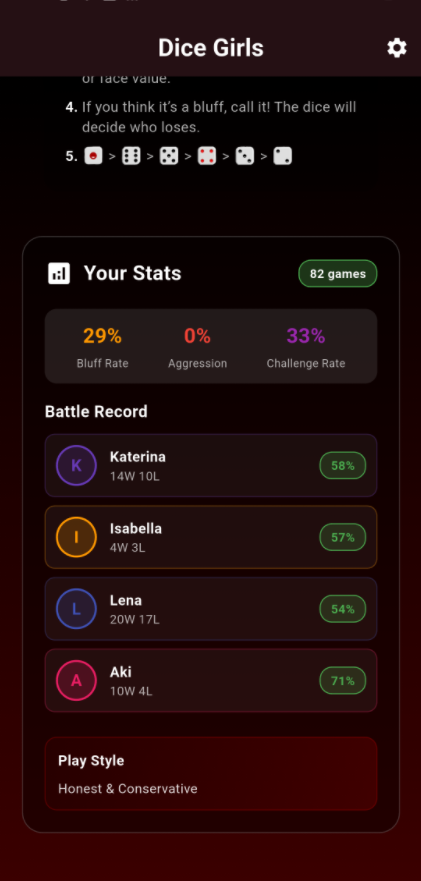 Dice Girls
or face value.
4. If you think it's a bluff, call it! The dice will
decide who loses.
5. > > > > >
Your Stats
82 games
29% 0% 33%
Bluff Rate Aggression Challenge Rate
Battle Record
K Katerina 58%
14W 10L
I Isabella 57%
4W 3L
L Lena 54%
20W 17L
A Aki 71%
10W 4L
Play Style
Honest & Conservative